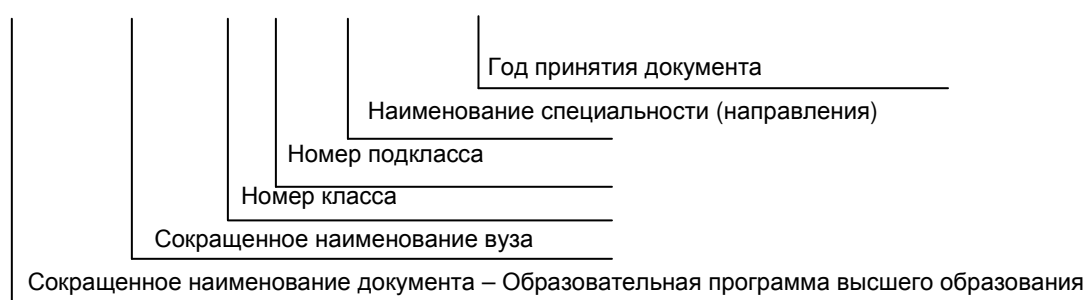 Год принятия документа
Наименование специальности (направления)
Номер подкласса
Номер класса
Сокращенное наименование вуза
Сокращенное наименование документа – Образовательная программа высшего образования